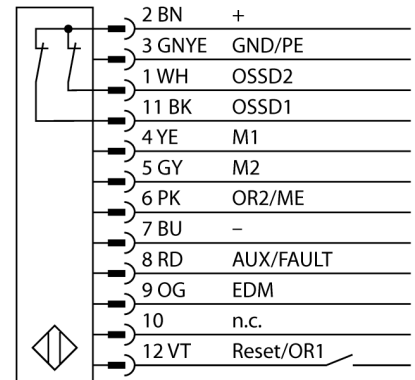 2 BN +
3 GNYE GND/PE
1 WH OSSD2
11 BK OSSD1
4 YE M1
5 GY M2
6 PK OR2/ME
7 BU –
8 RD AUX/FAULT
9 OG EDM
10 n.c.
12 VT Reset/OR1